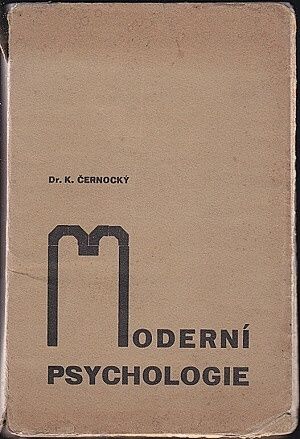 Dr. K. ČERNOCKÝ
MODERNÍ
PSYCHOLOGIE